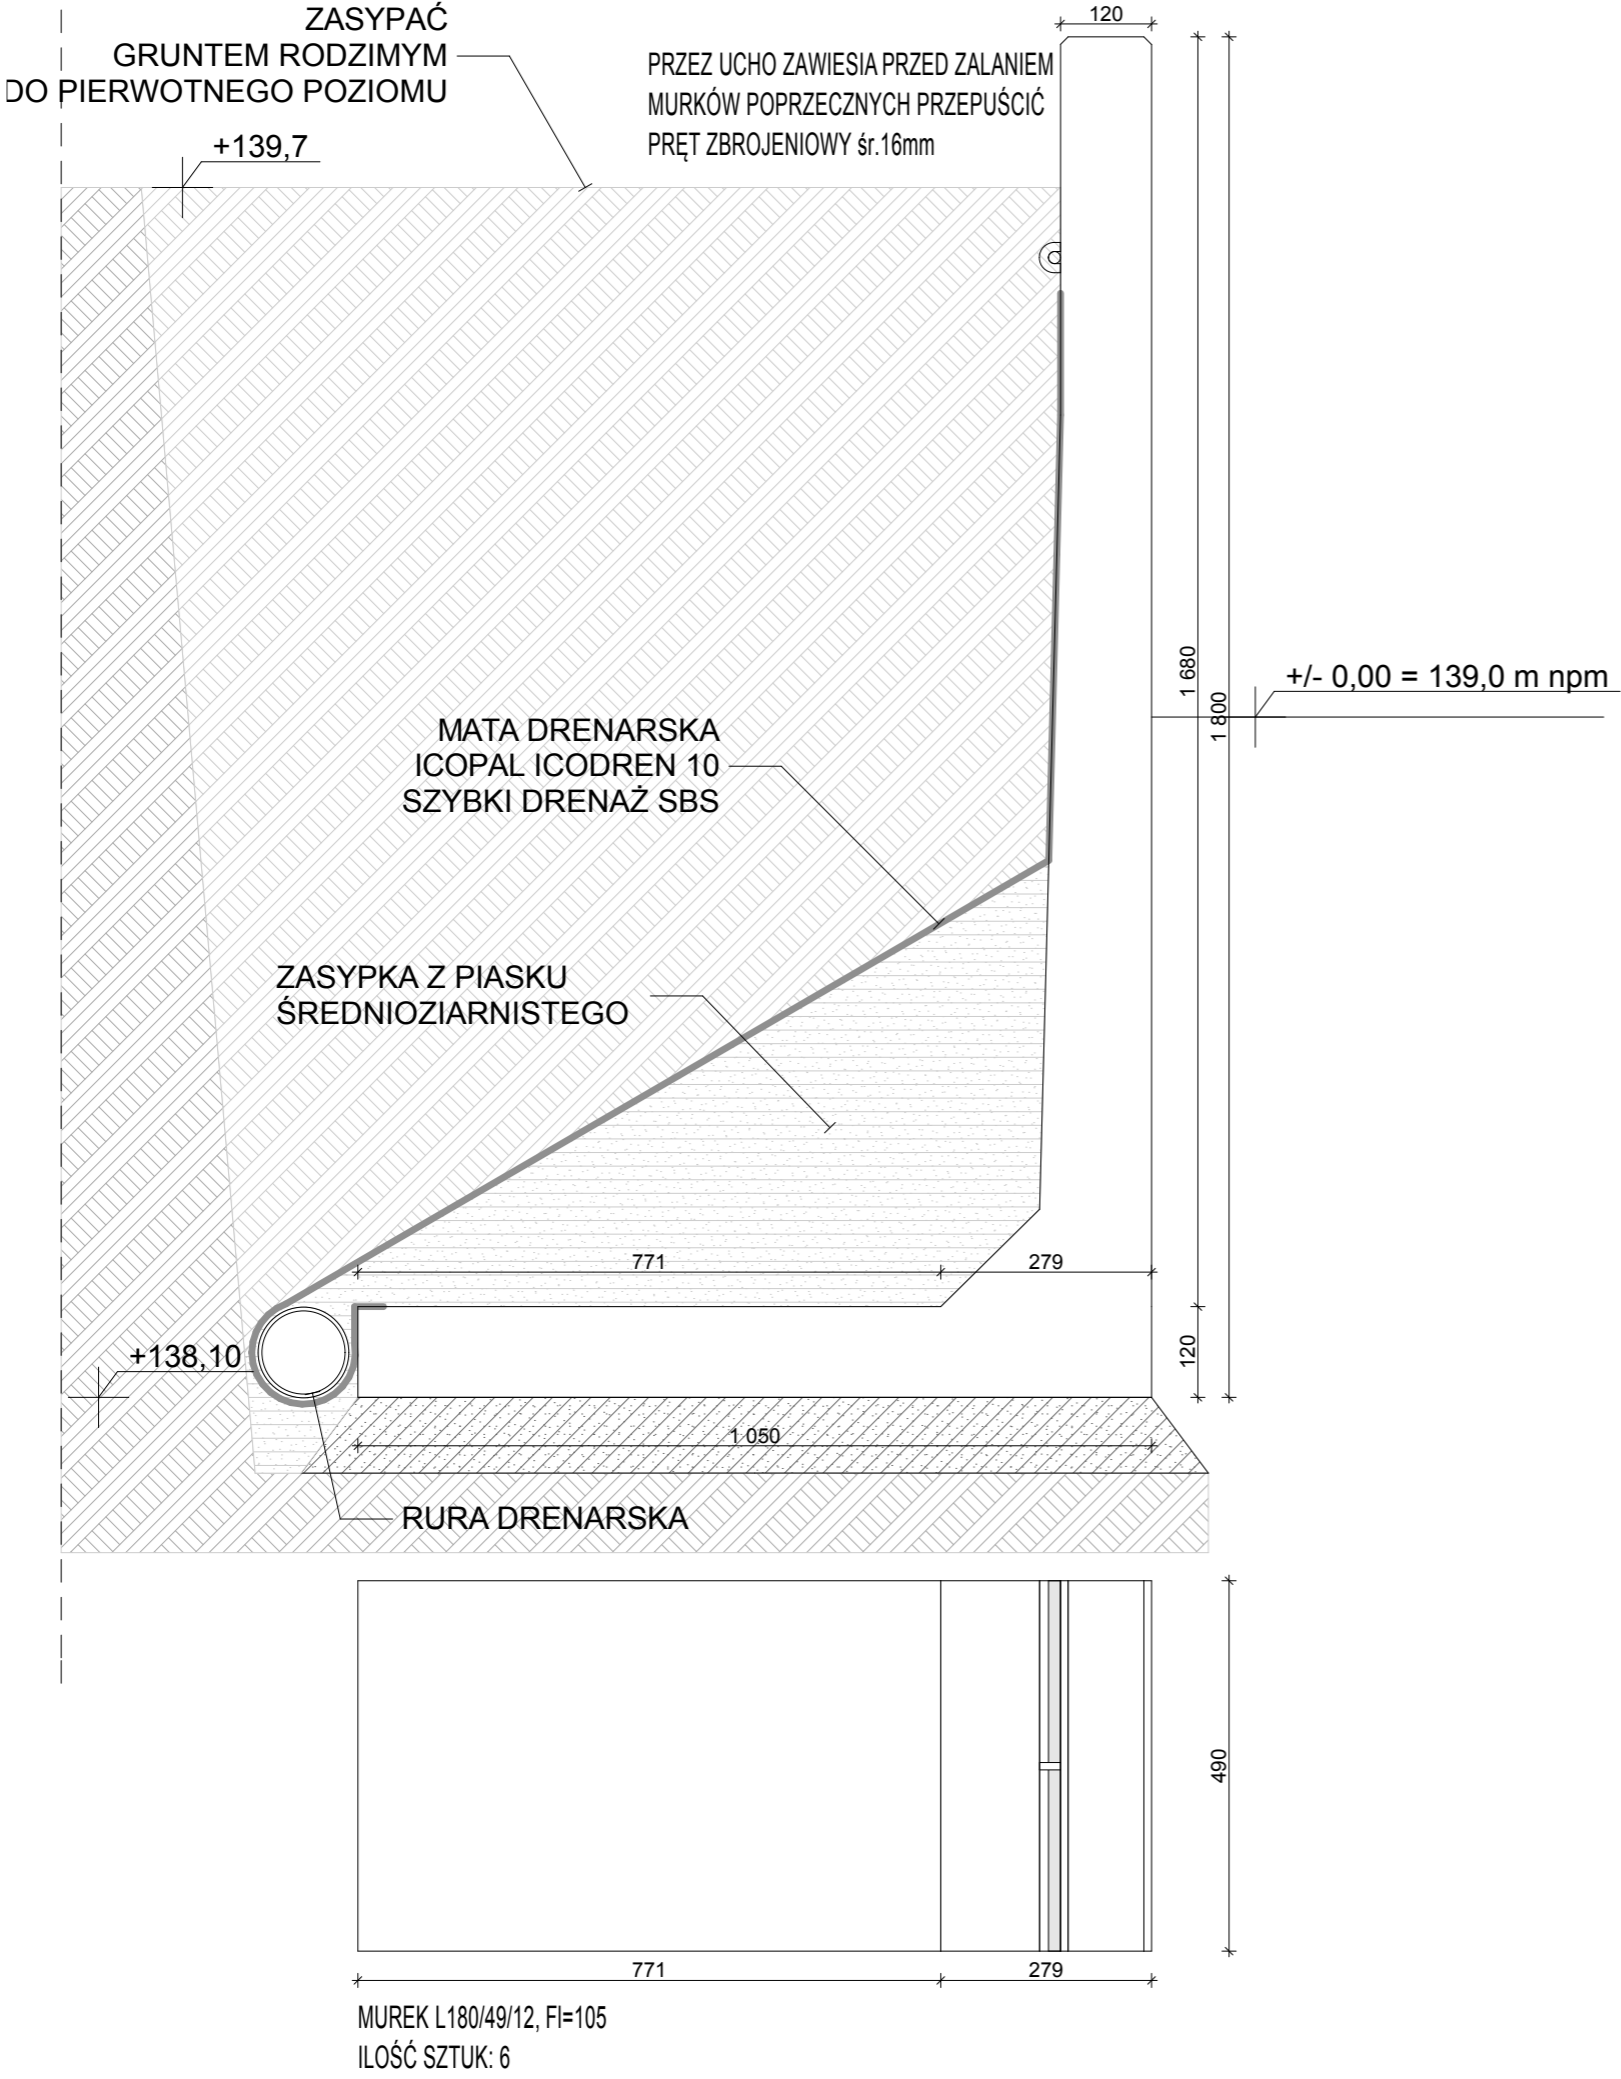 ZASYPAĆ
GRUNTEM RODZIMYM
DO PIERWOTNEGO POZIOMU
120
PRZEZ UCHO ZAWIESIA PRZED ZALANIEM
MURKÓW POPRZECZNYCH PRZEPUŚCIĆ
PRĘT ZBROJENIOWY śr.16mm
+139,7
1 680
1 800
+/- 0,00 = 139,0 m npm
MATA DRENARSKA
ICOPAL ICODREN 10
SZYBKI DRENAŻ SBS
ZASYPKA Z PIASKU
ŚREDNIOZIARNISTEGO
771
279
120
+138,10
1 050
RURA DRENARSKA
490
771
279
MUREK L180/49/12, Fl=105
ILOŚĆ SZTUK: 6